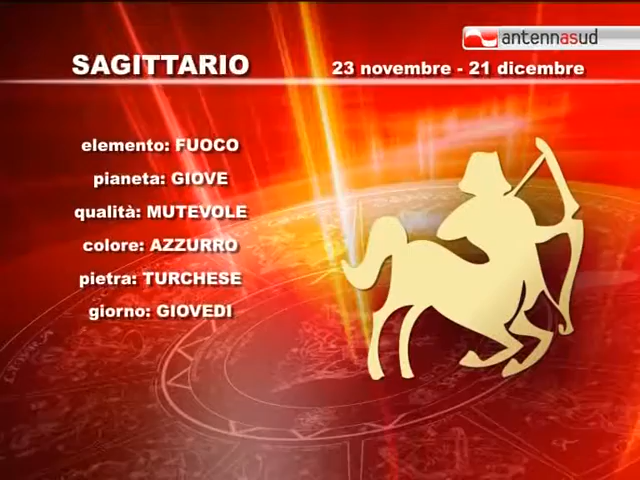 antennasud
SAGITTARIO
23 novembre - 21 dicembre
elemento: FUOCO
pianeta: GIOVE
qualità: MUTEVOLE
colore: AZZURRO
pietra: TURCHESE
giorno: GIOVEDI